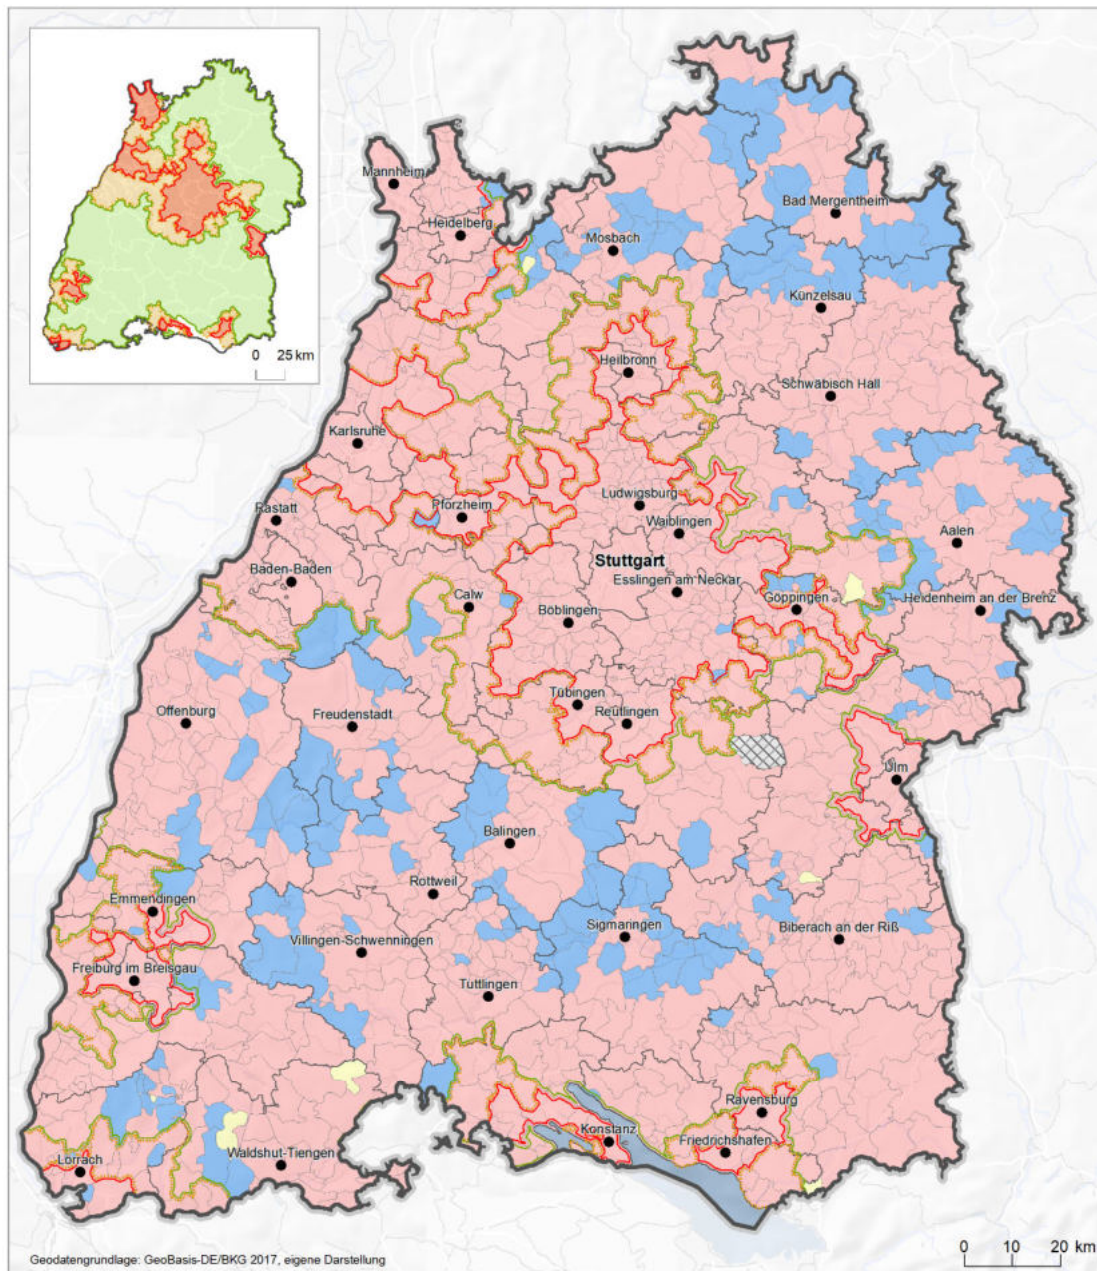 0 25 km
Mannheim
Heidelberg
Mosbach
Bad Mergentheim
Künzelsau
Heilbronn
Schwäbisch Hall
Karlsruhe
Pforzheim
Ludwigsburg
Waiblingen
Rastatt
Aalen
Baden-Baden
Stuttgart
Esslingen am Neckar
Calw
Böblingen
Göppingen
Heidenheim an der Brenz
Tübingen
Reutlingen
Offenburg
Freudenstadt
Ulm
Balingen
Rottweil
Emmendingen
Villingen-Schwenningen
Sigmaringen
Biberach an der Riß
Freiburg im Breisgau
Tuttlingen
Ravensburg
Konstanz
Friedrichshafen
Lörrach
Waldshut-Tiengen
Geodatengrundlage: GeoBasis-DE/BKG 2017, eigene Darstellung
0 10 20 km